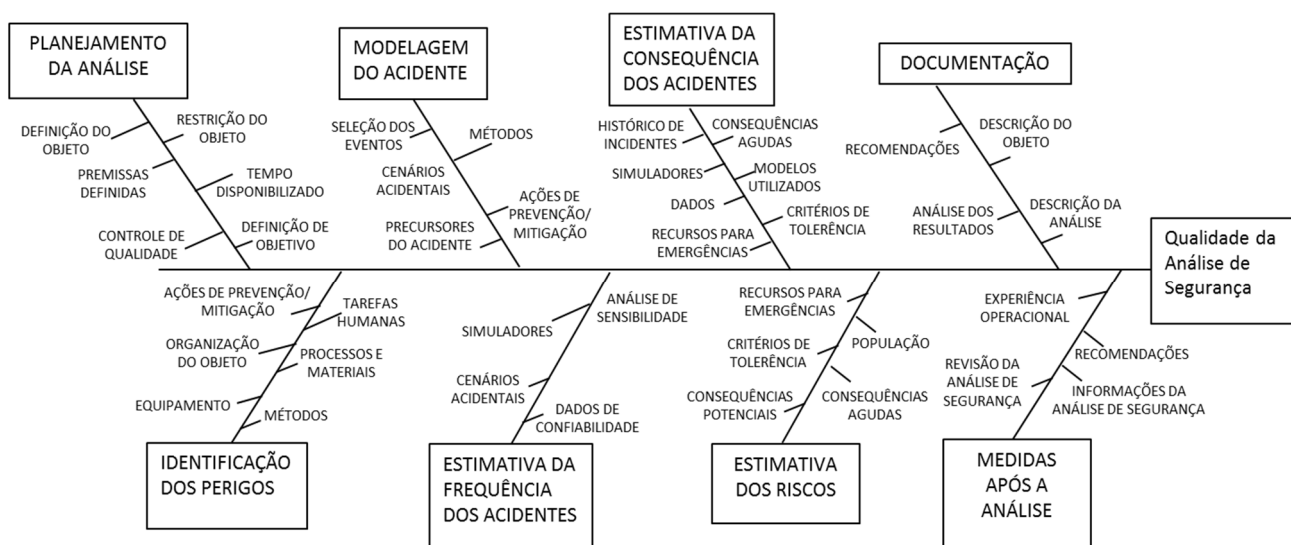 PLANEJAMENTO
DA ANÁLISE
MODELAGEM
DO ACIDENTE
ESTIMATIVA DA
CONSEQUÊNCIA
DOS ACIDENTES
DOCUMENTAÇÃO
DEFINIÇÃO DO
OBJETO
RESTRIÇÃO DO
OBJETO
PREMISSAS
DEFINIDAS
TEMPO
DISPONIBILIZADO
CONTROLE DE
QUALIDADE
DEFINIÇÃO DE
OBJETIVO
SELEÇÃO DOS
EVENTOS
MÉTODOS
CENÁRIOS
ACIDENTAIS
AÇÕES DE
PREVENÇÃO/
MITIGAÇÃO
PRECURSORES
DO ACIDENTE
HISTÓRICO DE
INCIDENTES
CONSEQUÊNCIAS
AGUDAS
SIMULADORES
MODELOS
UTILIZADOS
DADOS
CRITÉRIOS DE
TOLERÂNCIA
RECURSOS PARA
EMERGÊNCIAS
RECOMENDAÇÕES
DESCRIÇÃO DO
OBJETO
ANÁLISE DOS
RESULTADOS
DESCRIÇÃO DA
ANÁLISE
Qualidade da
Análise de
Segurança
AÇÕES DE PREVENÇÃO/
MITIGAÇÃO
TAREFAS
HUMANAS
ORGANIZAÇÃO
DO OBJETO
PROCESSOS E
MATERIAIS
EQUIPAMENTO
MÉTODOS
SIMULADORES
ANÁLISE DE
SENSIBILIDADE
CENÁRIOS
ACIDENTAIS
DADOS DE
CONFIABILIDADE
RECURSOS PARA
EMERGÊNCIAS
POPULAÇÃO
CRITÉRIOS DE
TOLERÊNCIA
CONSEQUÊNCIAS
POTENCIAIS
CONSEQUÊNCIAS
AGUDAS
EXPERIÊNCIA
OPERACIONAL
RECOMENDAÇÕES
REVISÃO DA
ANÁLISE DE
SEGURANÇA
INFORMAÇÕES DA
ANÁLISE DE SEGURANÇA
IDENTIFICAÇÃO
DOS PERIGOS
ESTIMATIVA DA
FREQUÊNCIA
DOS ACIDENTES
ESTIMATIVA
DOS RISCOS
MEDIDAS
APÓS A
ANÁLISE